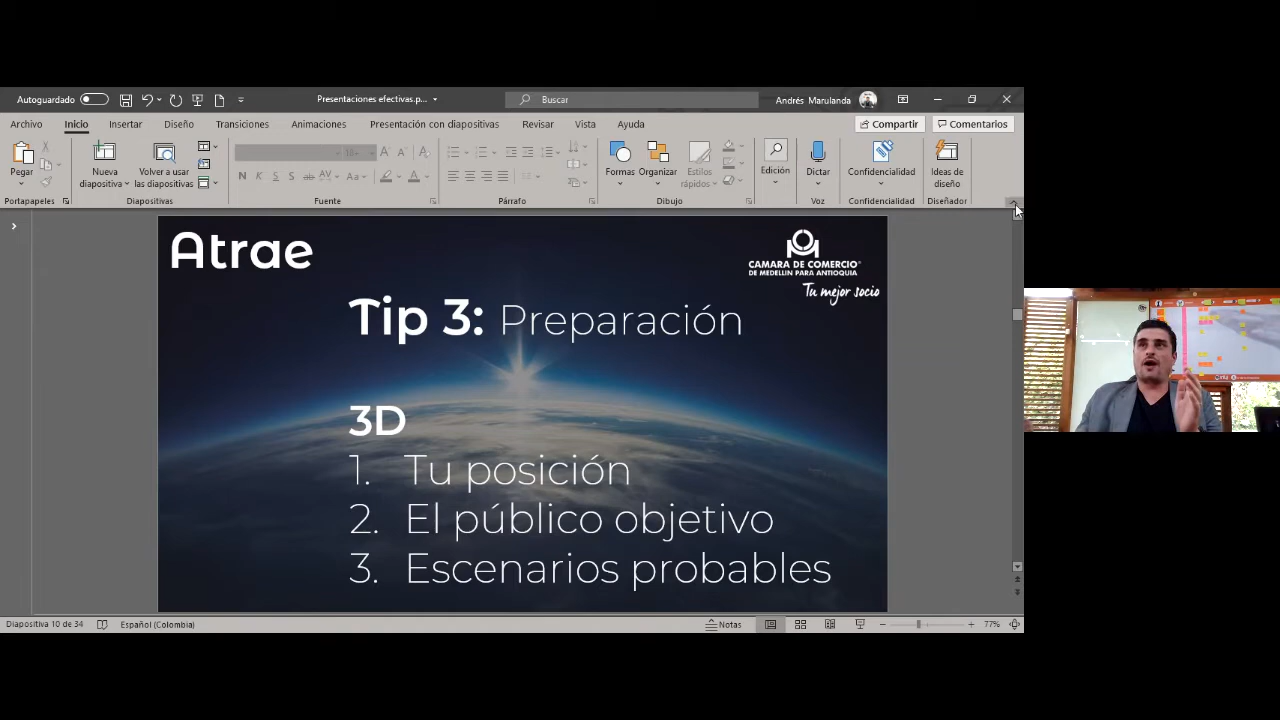 Autoguardado
Presentaciones efectivas.p...
Buscar
Andrés Marulanda
Archivo
Inicio
Insertar
Diseño
Transiciones
Animaciones
Presentación con diapositivas
Revisar
Vista
Ayuda
Compartir
Comentarios
Pegar
Nueva diapositiva
Volver a usar las diapositivas
N K S ab AV Aa A
Formas
Organizar
Estilos rápidos
Edición
Dictar
Confidencialidad
Ideas de diseño
Portapapeles
Diapositivas
Fuente
Párrafo
Dibujo
Voz
Confidencialidad
Diseñador
Atrae
CAMARA DE COMERCIO
DE MEDELLIN PARA ANTIOQUIA
Tu mejor socio
Tip 3: Preparación
3D
1. Tu posición
2. El público objetivo
3. Escenarios probables
Diapositiva 10 de 34
Español (Colombia)
Notas
77%